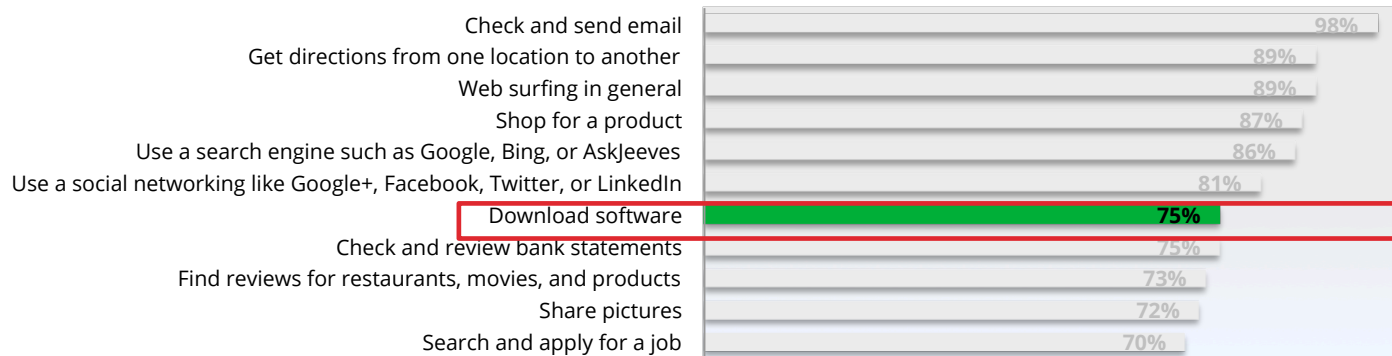 Check and send email 98%
Get directions from one location to another 89%
Web surfing in general 89%
Shop for a product 87%
Use a search engine such as Google, Bing, or AskJeeves 86%
Use a social networking like Google+, Facebook, Twitter, or LinkedIn 81%
Download software 75%
Check and review bank statements 75%
Find reviews for restaurants, movies, and products 73%
Share pictures 72%
Search and apply for a job 70%